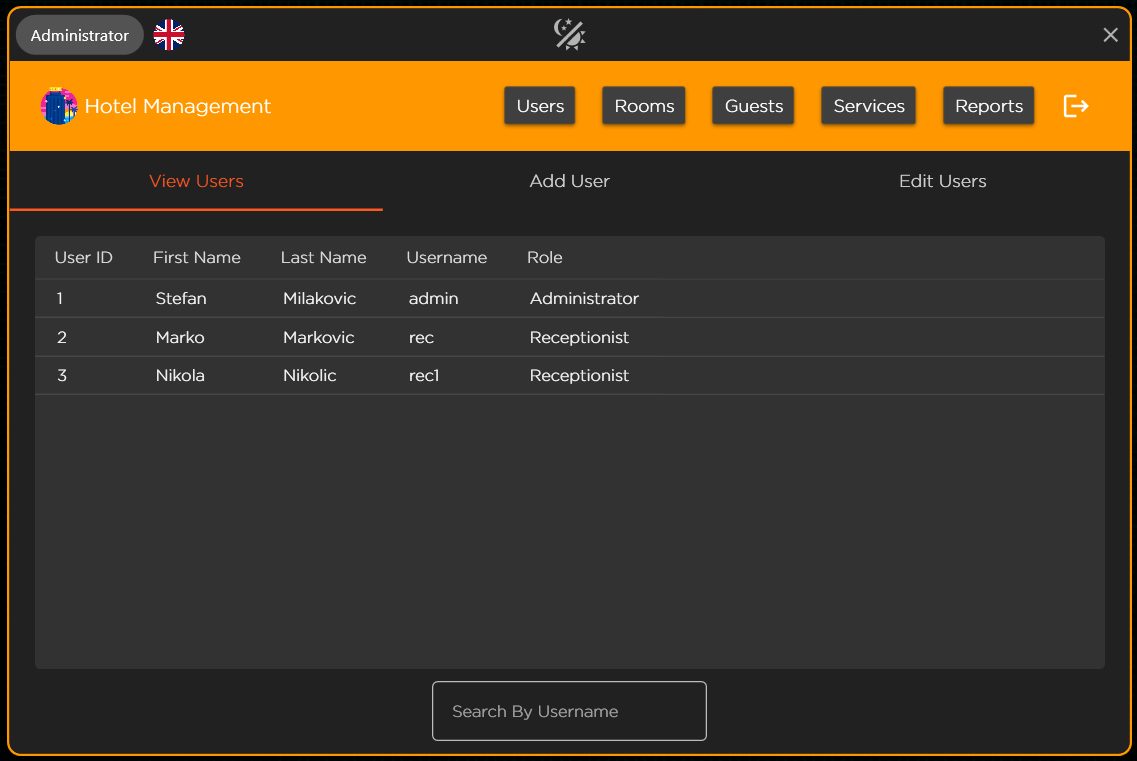 Administrator
Hotel Management Users Rooms Guests Services Reports
View Users Add User Edit Users
User ID First Name Last Name Username Role
1 Stefan Milakovic admin Administrator
2 Marko Markovic rec Receptionist
3 Nikola Nikolic rec1 Receptionist
Search By Username